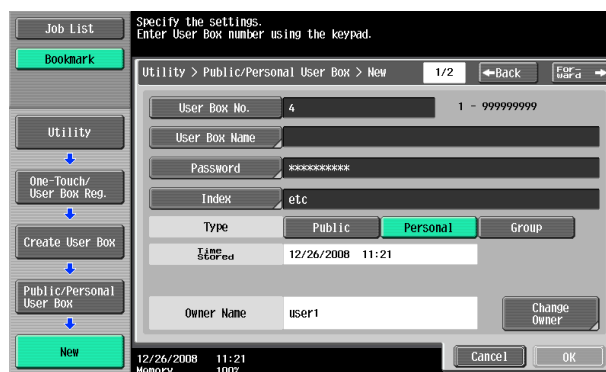 Job List
Bookmark
Utility
One-Touch/
User Box Reg.
Create User Box
Public/Personal
User Box
New
Specify the settings.
Enter User Box number using the keypad.
Utility > Public/Personal User Box > New
1/2
←Back
For-
ward →
User Box No.
4
1 - 999999999
User Box Name
Password
**********
Index
etc
Type
Public
Personal
Group
Time
Stored
12/26/2008 11:21
Owner Name
user1
Change
Owner
12/26/2008 11:21
Memory 100%
Cancel
OK